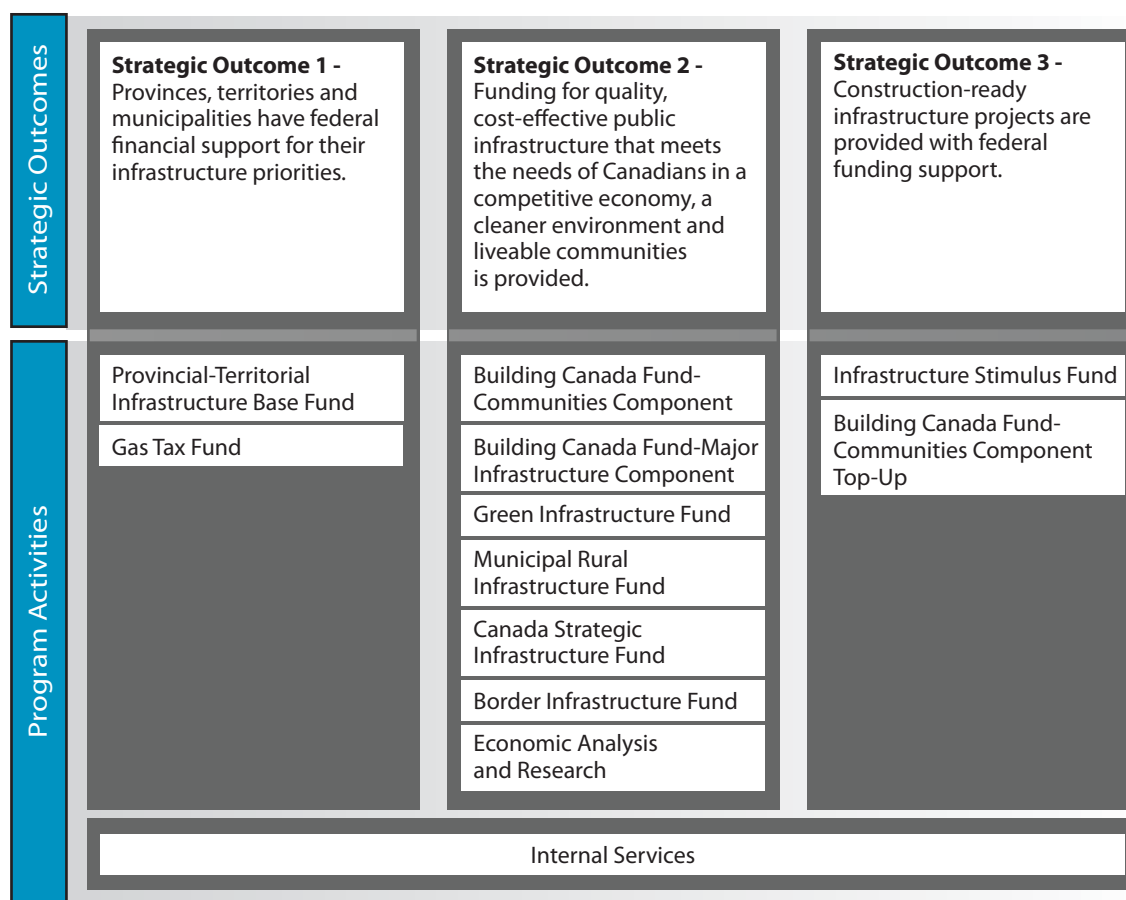 Strategic Outcomes
Strategic Outcome 1 -
Provinces, territories and
municipalities have federal
financial support for their
infrastructure priorities.
Strategic Outcome 2 -
Funding for quality,
cost-effective public
infrastructure that meets
the needs of Canadians in a
competitive economy, a
cleaner environment and
liveable communities
is provided.
Strategic Outcome 3 -
Construction-ready
infrastructure projects are
provided with federal
funding support.
Program Activities
Provincial-Territorial
Infrastructure Base Fund
Gas Tax Fund
Building Canada Fund-
Communities Component
Building Canada Fund-Major
Infrastructure Component
Green Infrastructure Fund
Municipal Rural
Infrastructure Fund
Canada Strategic
Infrastructure Fund
Border Infrastructure Fund
Economic Analysis
and Research
Infrastructure Stimulus Fund
Building Canada Fund-
Communities Component
Top-Up
Internal Services